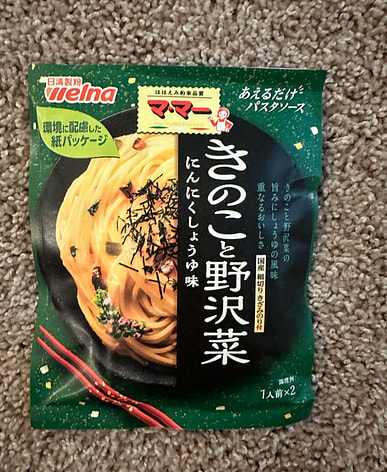 日清製粉
Welna
ほほえみ約束品質
マ・マー
あえるだけ
パスタソース
環境に配慮した
紙パッケージ
きのこと野沢菜
にんにくしょうゆ味
きのこと野沢菜の
旨みにしょうゆの風味
重なるおいしさ
国産 細切りきざみのり付
調理例
1人前×2